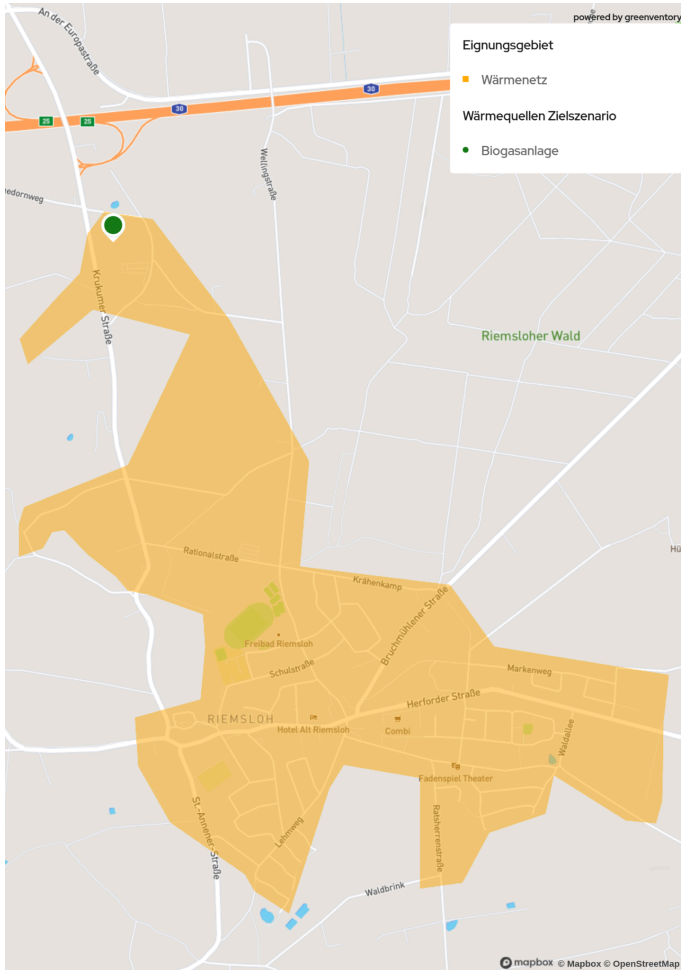 powered by greenventory
An der Europastraße
Eignungsgebiet
Wärmenetz
Wärmequellen Zielszenario
Biogasanlage
30
30
25
25
Wellingstraße
Krukumer Straße
Riemsloher Wald
Rationalstraße
Krähenkamp
Bruchmühlener Straße
Freibad Riemsloh
Schulstraße
Markenweg
Herforder Straße
RIEMSLOH
Hotel Alt Riemsloh
Combi
Waldallee
Fadenspiel Theater
St.-Annener-Straße
Lehmweg
Ratsherrenstraße
Waldbrink
mapbox © Mapbox © OpenStreetMap